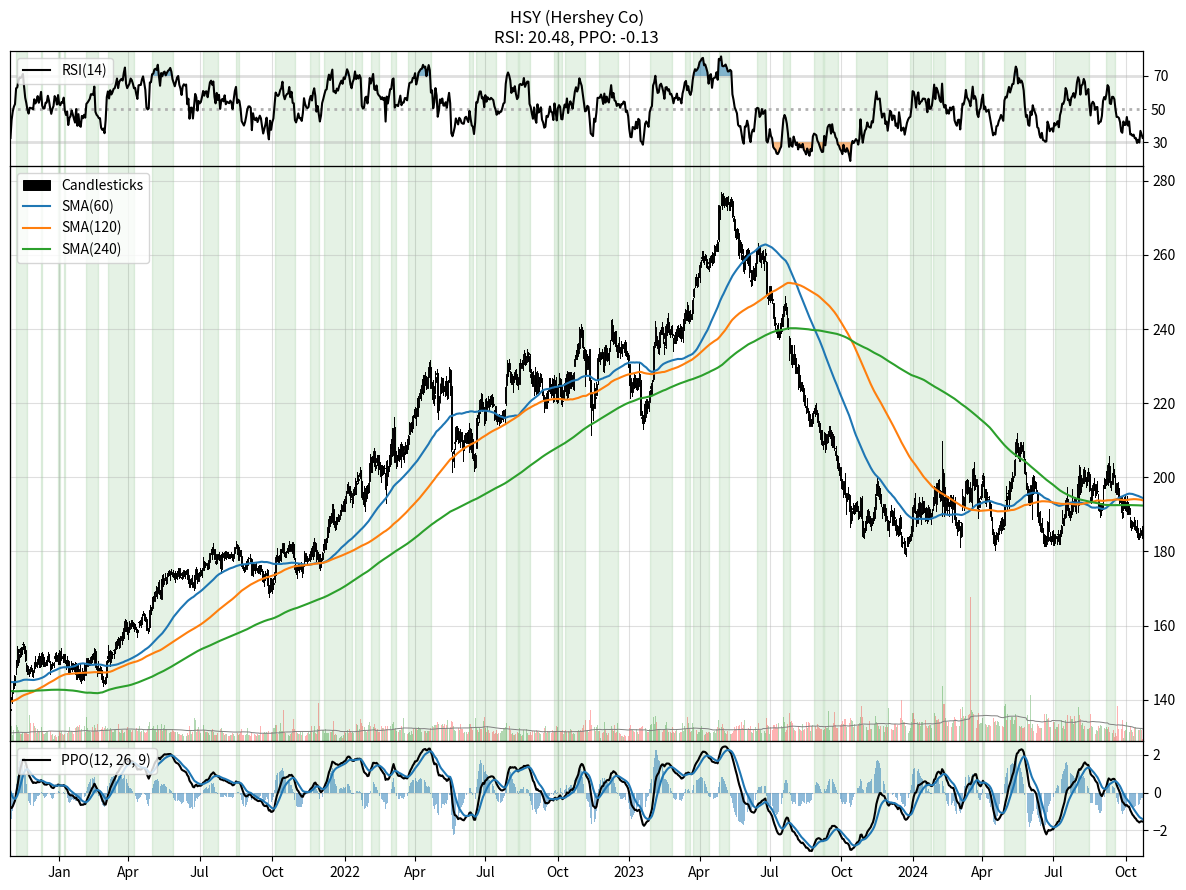 HSY (Hershey Co)
RSI: 20.48, PPO: -0.13
RSI(14)
70
50
30
Candlesticks
SMA(60)
SMA(120)
SMA(240)
280
260
240
220
200
180
160
140
PPO(12, 26, 9)
2
0
−2
Jan Apr Jul Oct 2022 Apr Jul Oct 2023 Apr Jul Oct 2024 Apr Jul Oct